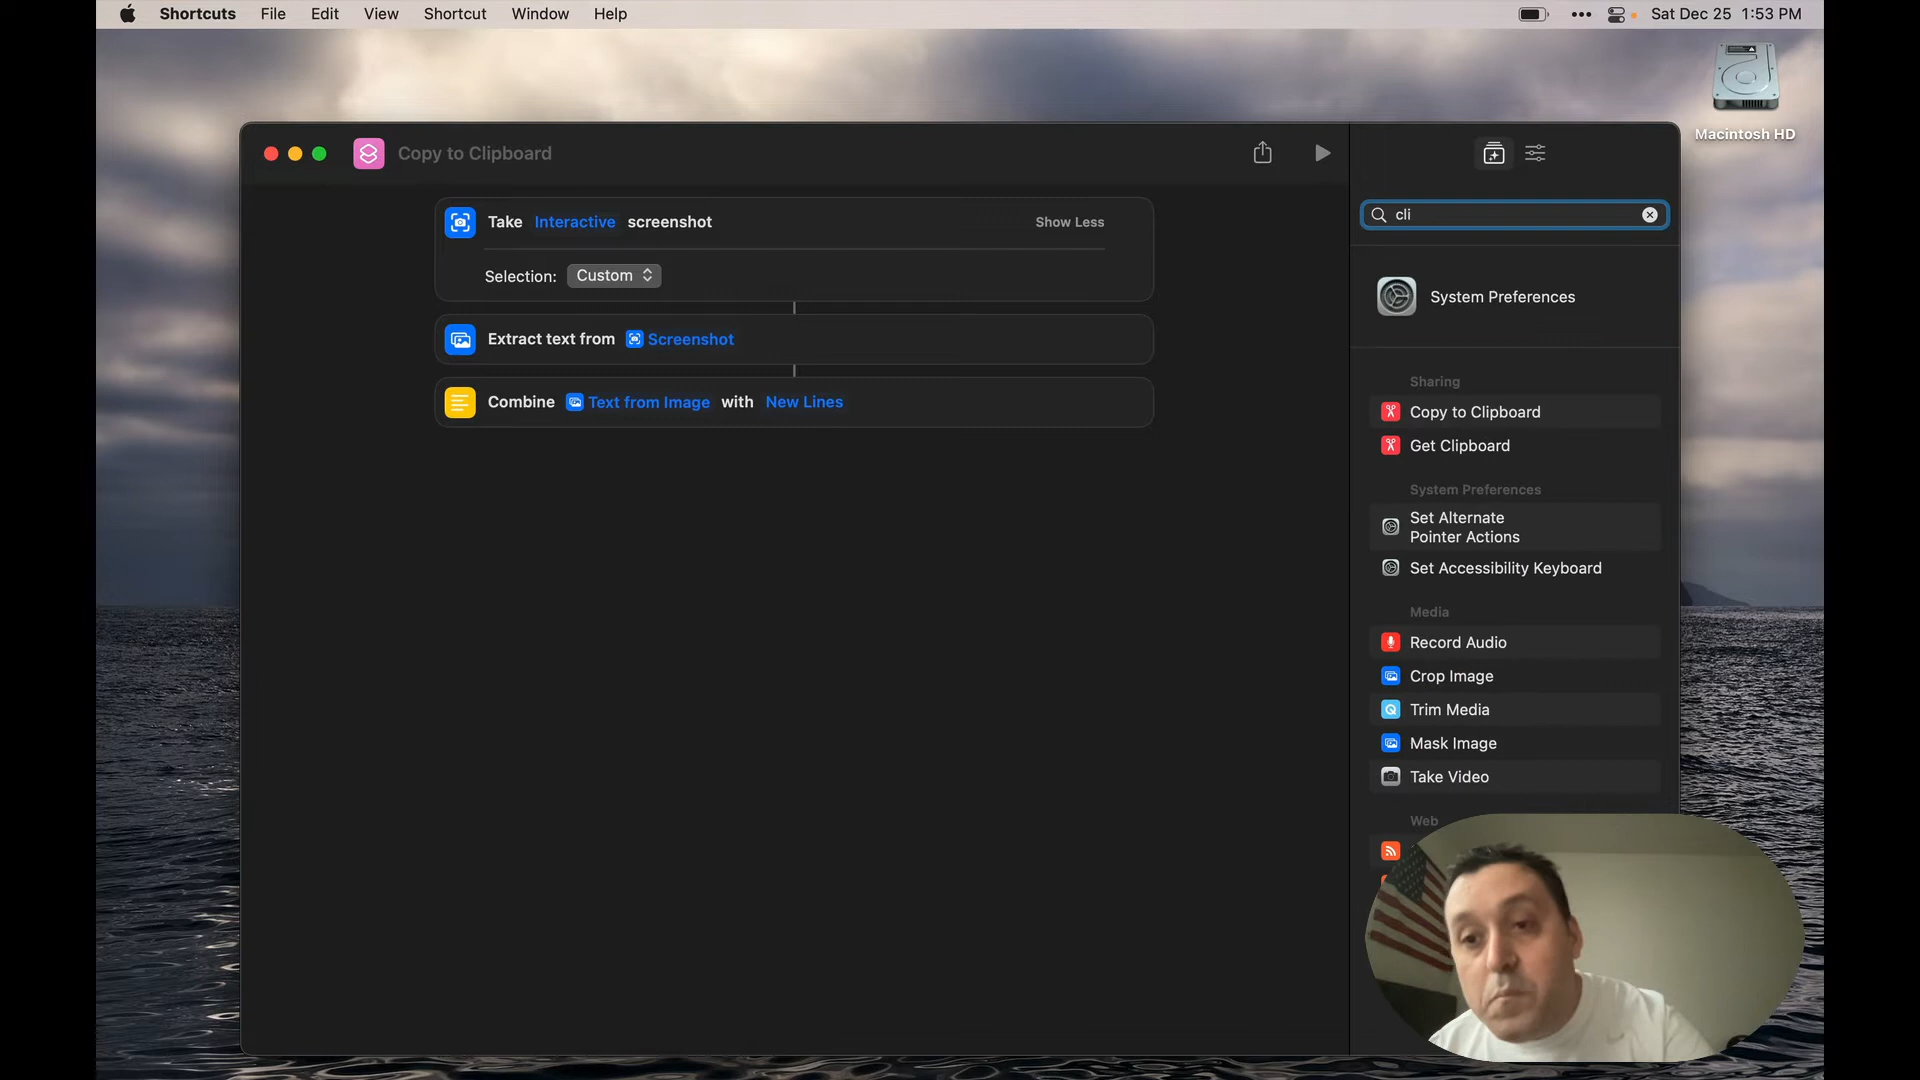 Shortcuts File Edit View Shortcut Window Help
Sat Dec 25 1:53 PM
Macintosh HD
Copy to Clipboard
Take Interactive screenshot
Show Less
Selection: Custom
Extract text from Screenshot
Combine Text from Image with New Lines
cli
System Preferences
Sharing
Copy to Clipboard
Get Clipboard
System Preferences
Set Alternate
Pointer Actions
Set Accessibility Keyboard
Media
Record Audio
Crop Image
Trim Media
Mask Image
Take Video
Web